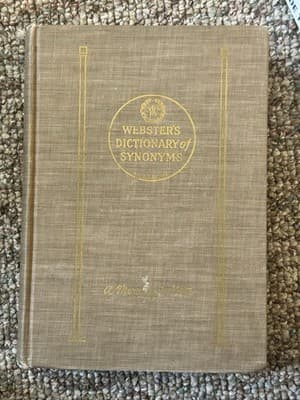 WEBSTER'S
DICTIONARY of
SYNONYMS
A